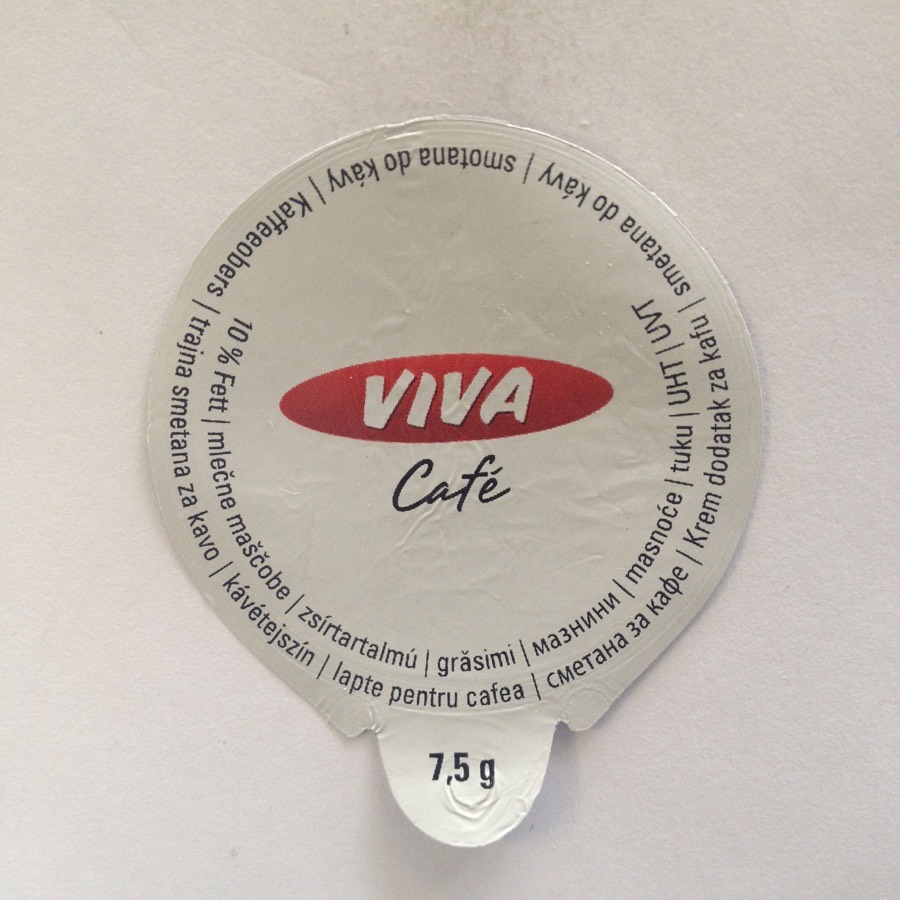 VIVA
Café
Kaffeeobers | trajna smetana za kavo | kávétejszín | lapte pentru cafea | сметана за кафе | Krem dodatak za kafu | smetana do kávy | smotana do kávy |
10 % Fett | mlečne maščobe | zsírtartalmú | grăsimi | мазнини | masnoće | tuku | UHT | UVT
7,5 g